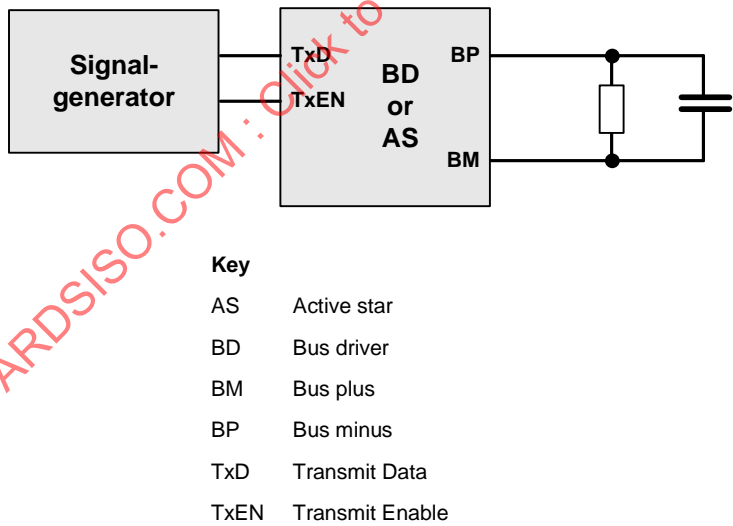 Signal-
generator
TxD
TxEN
BD
or
AS
BP
BM
ARDSISO.COM : Click to
Key
AS Active star
BD Bus driver
BM Bus plus
BP Bus minus
TxD Transmit Data
TxEN Transmit Enable